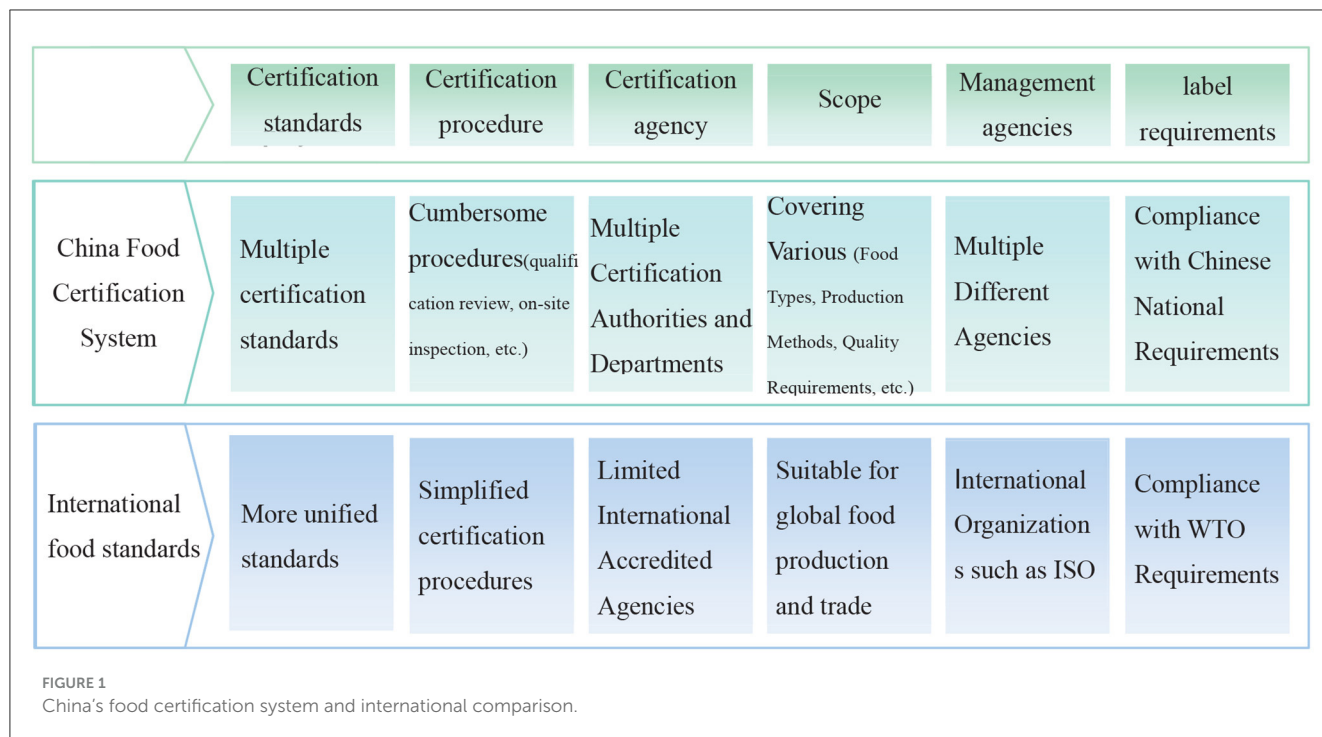 Certification
standards
Certification
procedure
Certification
agency
Scope
Management
agencies
label
requirements
China Food
Certification
System
Multiple
certification
standards
Cumbersome
procedures(qualifi
cation review, on-site
inspection, etc.)
Multiple
Certification
Authorities and
Departments
Covering
Various (Food
Types, Production
Methods, Quality
Requirements, etc.)
Multiple
Different
Agencies
Compliance
with Chinese
National
Requirements
International
food standards
More unified
standards
Simplified
certification
procedures
Limited
International
Accredited
Agencies
Suitable for
global food
production
and trade
International
Organization
s such as ISO
Compliance
with WTO
Requirements
FIGURE 1
China's food certification system and international comparison.